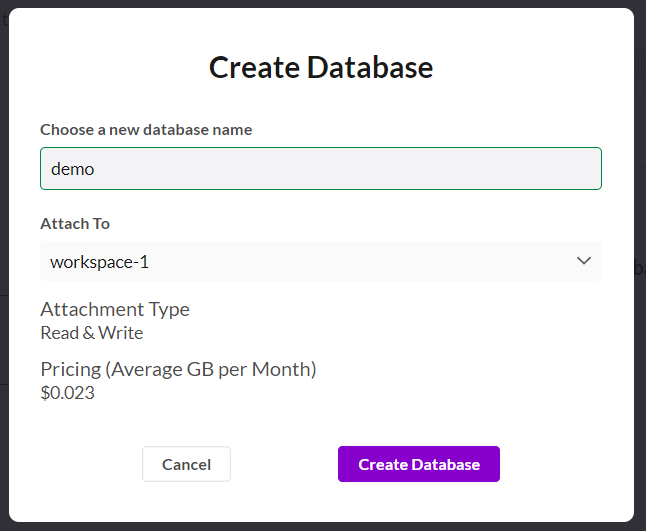 Create Database
Choose a new database name
demo
Attach To
workspace-1
Attachment Type
Read & Write
Pricing (Average GB per Month)
$0.023
Cancel
Create Database